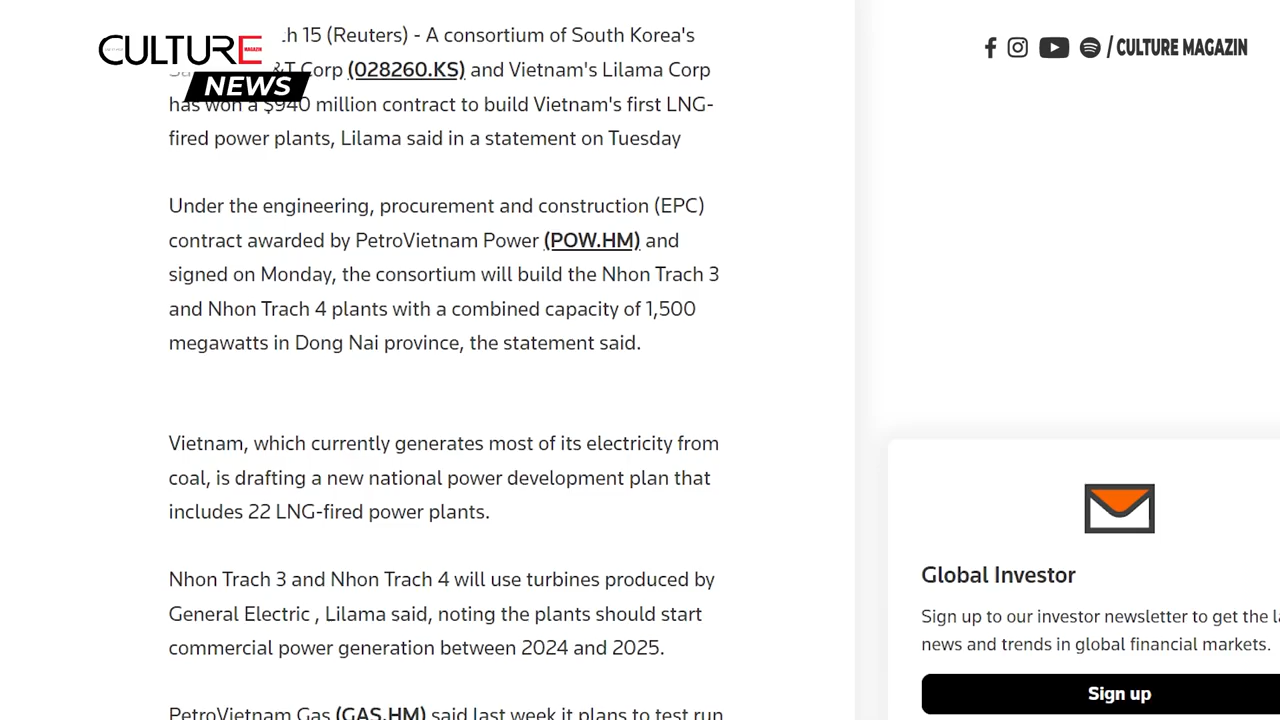 CULTURE
MAGAZIN
NEWS
/ CULTURE MAGAZIN
ch 15 (Reuters) - A consortium of South Korea's
&T Corp (028260.KS) and Vietnam's Lilama Corp
has won a $940 million contract to build Vietnam's first LNG-
fired power plants, Lilama said in a statement on Tuesday
Under the engineering, procurement and construction (EPC)
contract awarded by PetroVietnam Power (POW.HM) and
signed on Monday, the consortium will build the Nhon Trach 3
and Nhon Trach 4 plants with a combined capacity of 1,500
megawatts in Dong Nai province, the statement said.
Vietnam, which currently generates most of its electricity from
coal, is drafting a new national power development plan that
includes 22 LNG-fired power plants.
Nhon Trach 3 and Nhon Trach 4 will use turbines produced by
General Electric , Lilama said, noting the plants should start
commercial power generation between 2024 and 2025.
PetroVietnam Gas (GAS.HM) said last week it plans to test run
Global Investor
Sign up to our investor newsletter to get the la
news and trends in global financial markets.
Sign up